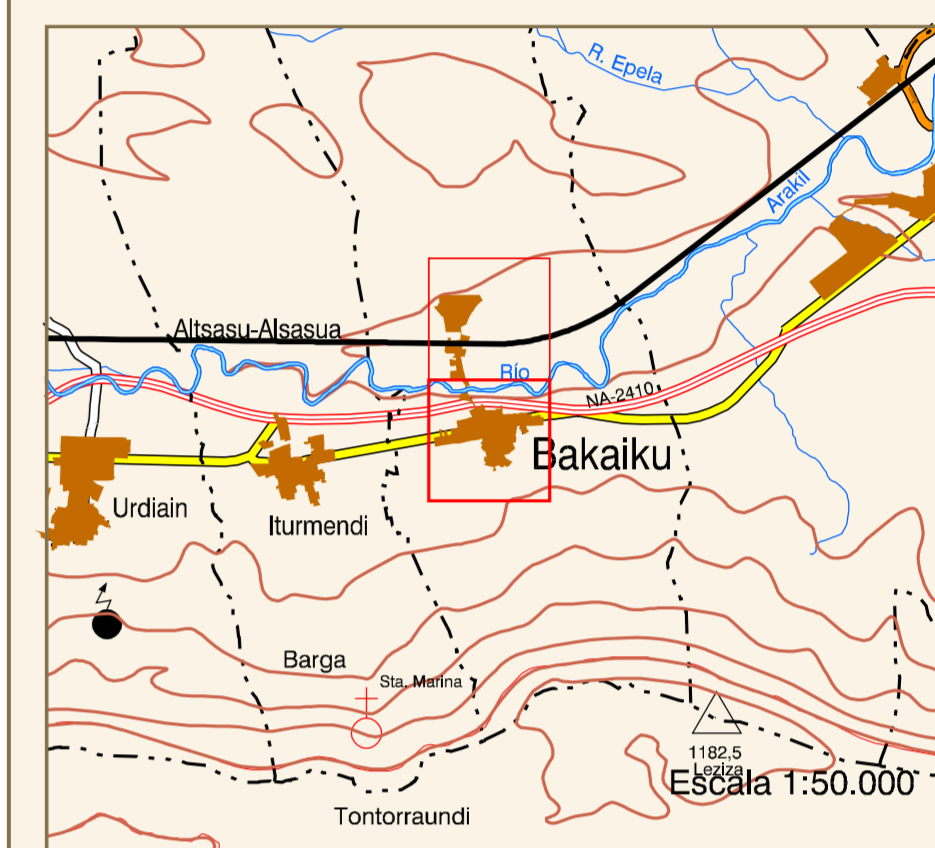 R. Epela
Arakil
Altsasu-Alsasua
Río
NA-2410
Bakaiku
Urdiain
Iturmendi
Barga
Sta. Marina
1182,5
Leziza
Escala 1:50.000
Tontorraundi